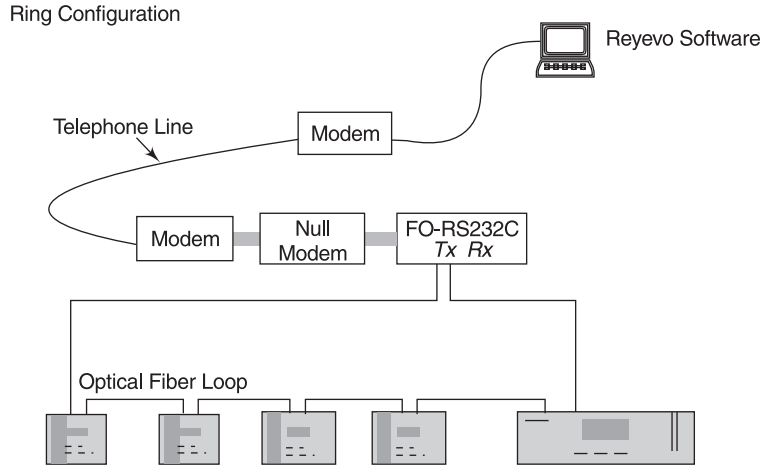 Ring Configuration
Reyevo Software
Telephone Line
Modem
Modem
Null
Modem
FO-RS232C
Tx Rx
Optical Fiber Loop